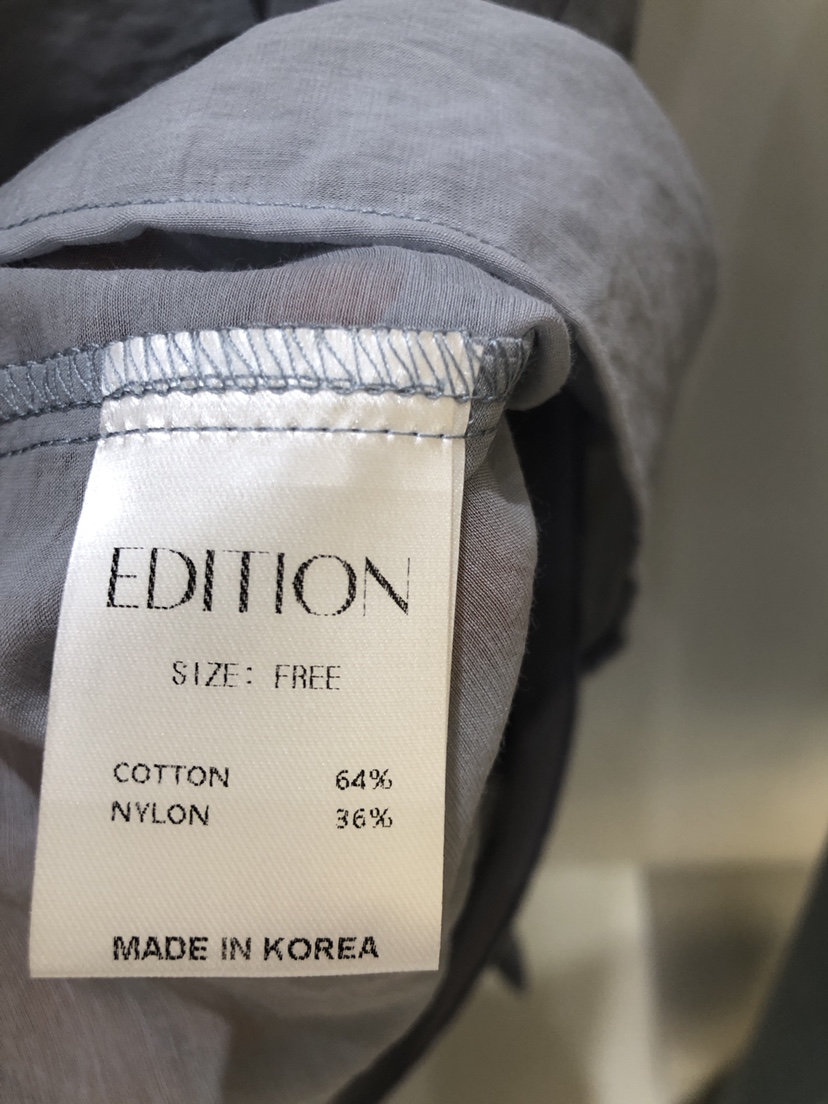 EDITION
SIZE: FREE
COTTON 64%
NYLON 36%
MADE IN KOREA